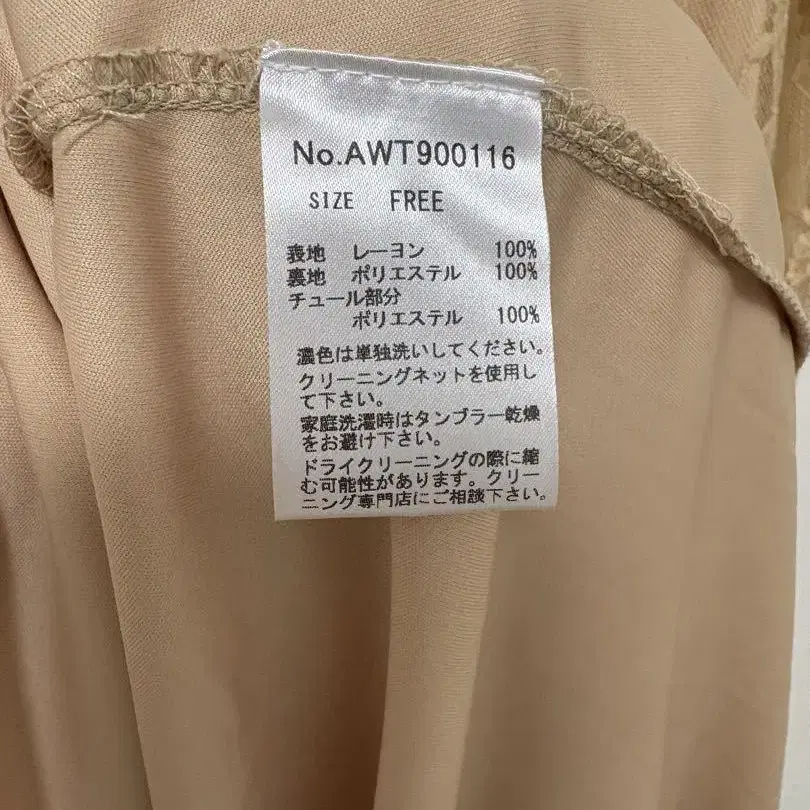 No.AWT900116
SIZE FREE
表地 レーヨン 100%
裏地 ポリエステル 100%
チュール部分
ポリエステル 100%
濃色は単独洗いしてください。
クリーニングネットを使用し
て下さい。
家庭洗濯時はタンブラー乾燥
をお避け下さい。
ドライクリーニングの際に縮
む可能性があります。クリー
ニング専門店にご相談下さい。